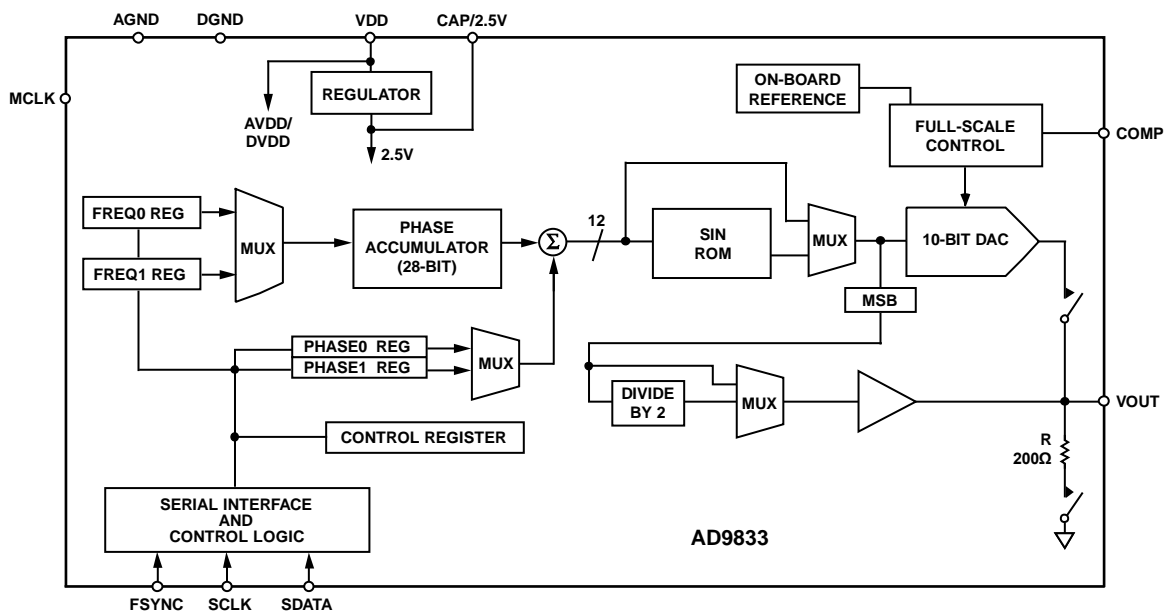 AGND
DGND
VDD
CAP/2.5V
MCLK
REGULATOR
AVDD/
DVDD
2.5V
ON-BOARD
REFERENCE
FULL-SCALE
CONTROL
COMP
FREQ0 REG
FREQ1 REG
MUX
PHASE
ACCUMULATOR
(28-BIT)
Σ
12
SIN
ROM
MUX
10-BIT DAC
MSB
PHASE0 REG
PHASE1 REG
MUX
DIVIDE
BY 2
MUX
VOUT
R
200Ω
CONTROL REGISTER
SERIAL INTERFACE
AND
CONTROL LOGIC
AD9833
FSYNC
SCLK
SDATA